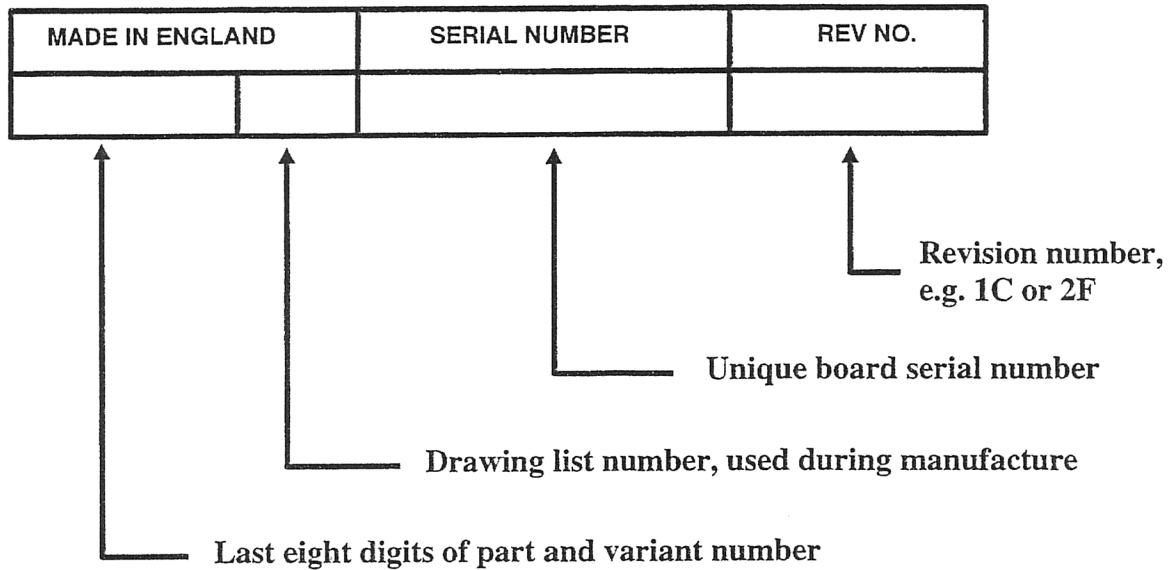 MADE IN ENGLAND
SERIAL NUMBER
REV NO.
Revision number,
e.g. 1C or 2F
Unique board serial number
Drawing list number, used during manufacture
Last eight digits of part and variant number